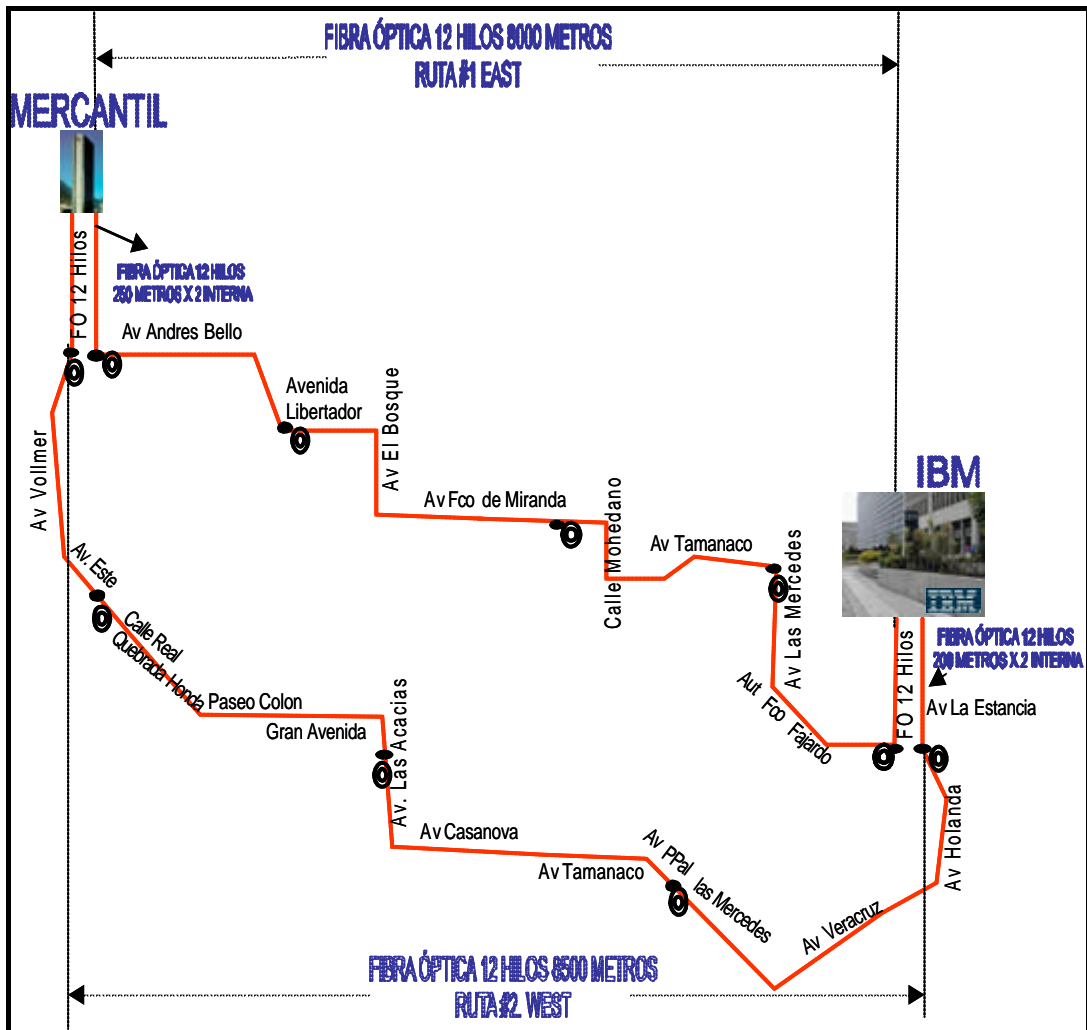 FIBRA ÓPTICA 12 HILOS 8000 METROS
RUTA #1 EAST
MERCANTIL
FO 12 Hilos
FIBRA ÓPTICA 12 HILOS
250 METROS X 2 INTERNA
Av Andres Bello
Avenida
Libertador
Av El Bosque
Av Fco de Miranda
Calle Mohedano
Av Tamanaco
Av Las Mercedes
Aut Fco Fajardo
IBM
IBM
FO 12 Hilos
FIBRA ÓPTICA 12 HILOS
200 METROS X 2 INTERNA
Av La Estancia
Av Holanda
Av Vollmer
Av. Este
Calle Real
Quebrada Honda
Paseo Colon
Gran Avenida
Av. Las Acacias
Av Casanova
Av Tamanaco
Av PPal las Mercedes
Av Veracruz
FIBRA ÓPTICA 12 HILOS 8500 METROS
RUTA #2. WEST